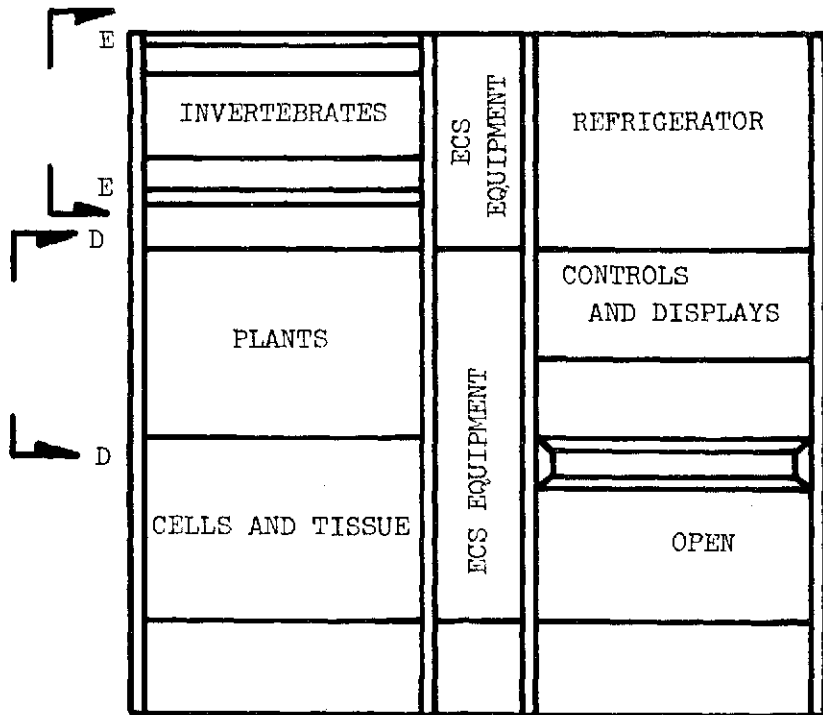 E
INVERTEBRATES
E
D
PLANTS
D
CELLS AND TISSUE
ECS
EQUIPMENT
ECS EQUIPMENT
REFRIGERATOR
CONTROLS
AND DISPLAYS
OPEN